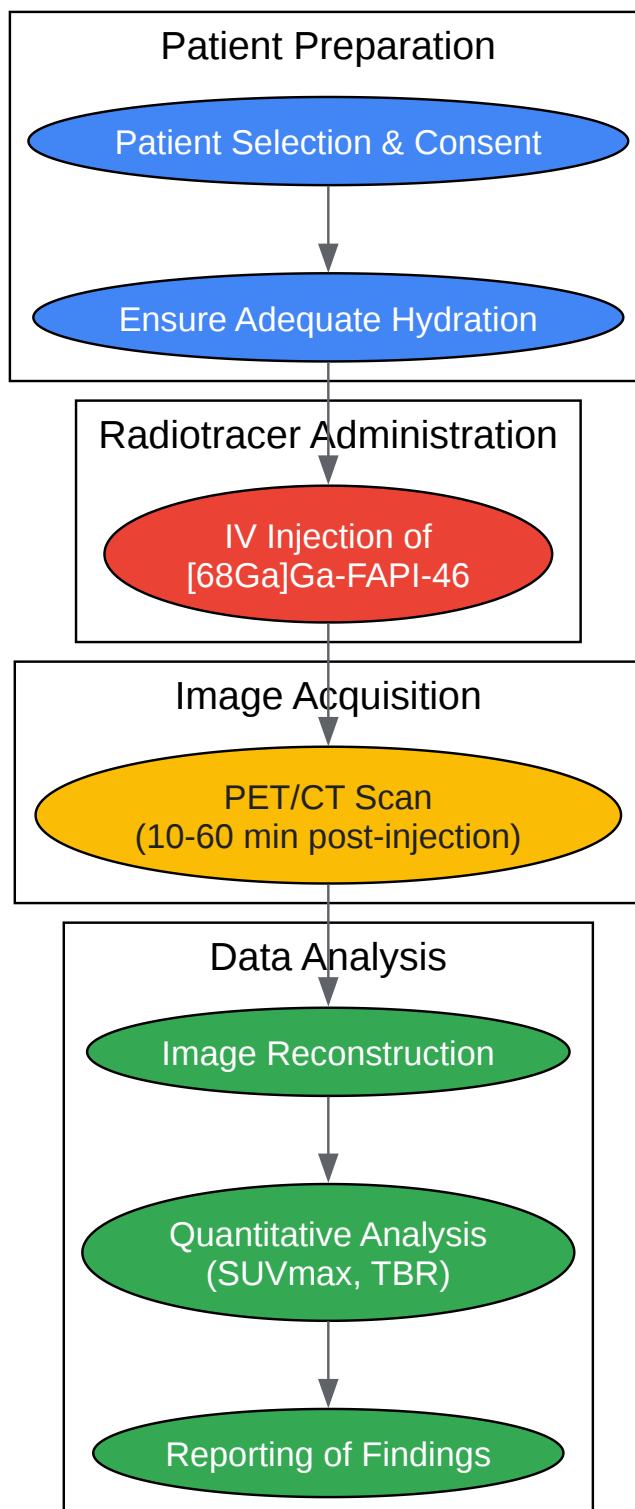 Patient Preparation
Patient Selection & Consent
Ensure Adequate Hydration
Radiotracer Administration
IV Injection of
[68Ga]Ga-FAPI-46
Image Acquisition
PET/CT Scan
(10-60 min post-injection)
Data Analysis
Image Reconstruction
Quantitative Analysis
(SUVmax, TBR)
Reporting of Findings